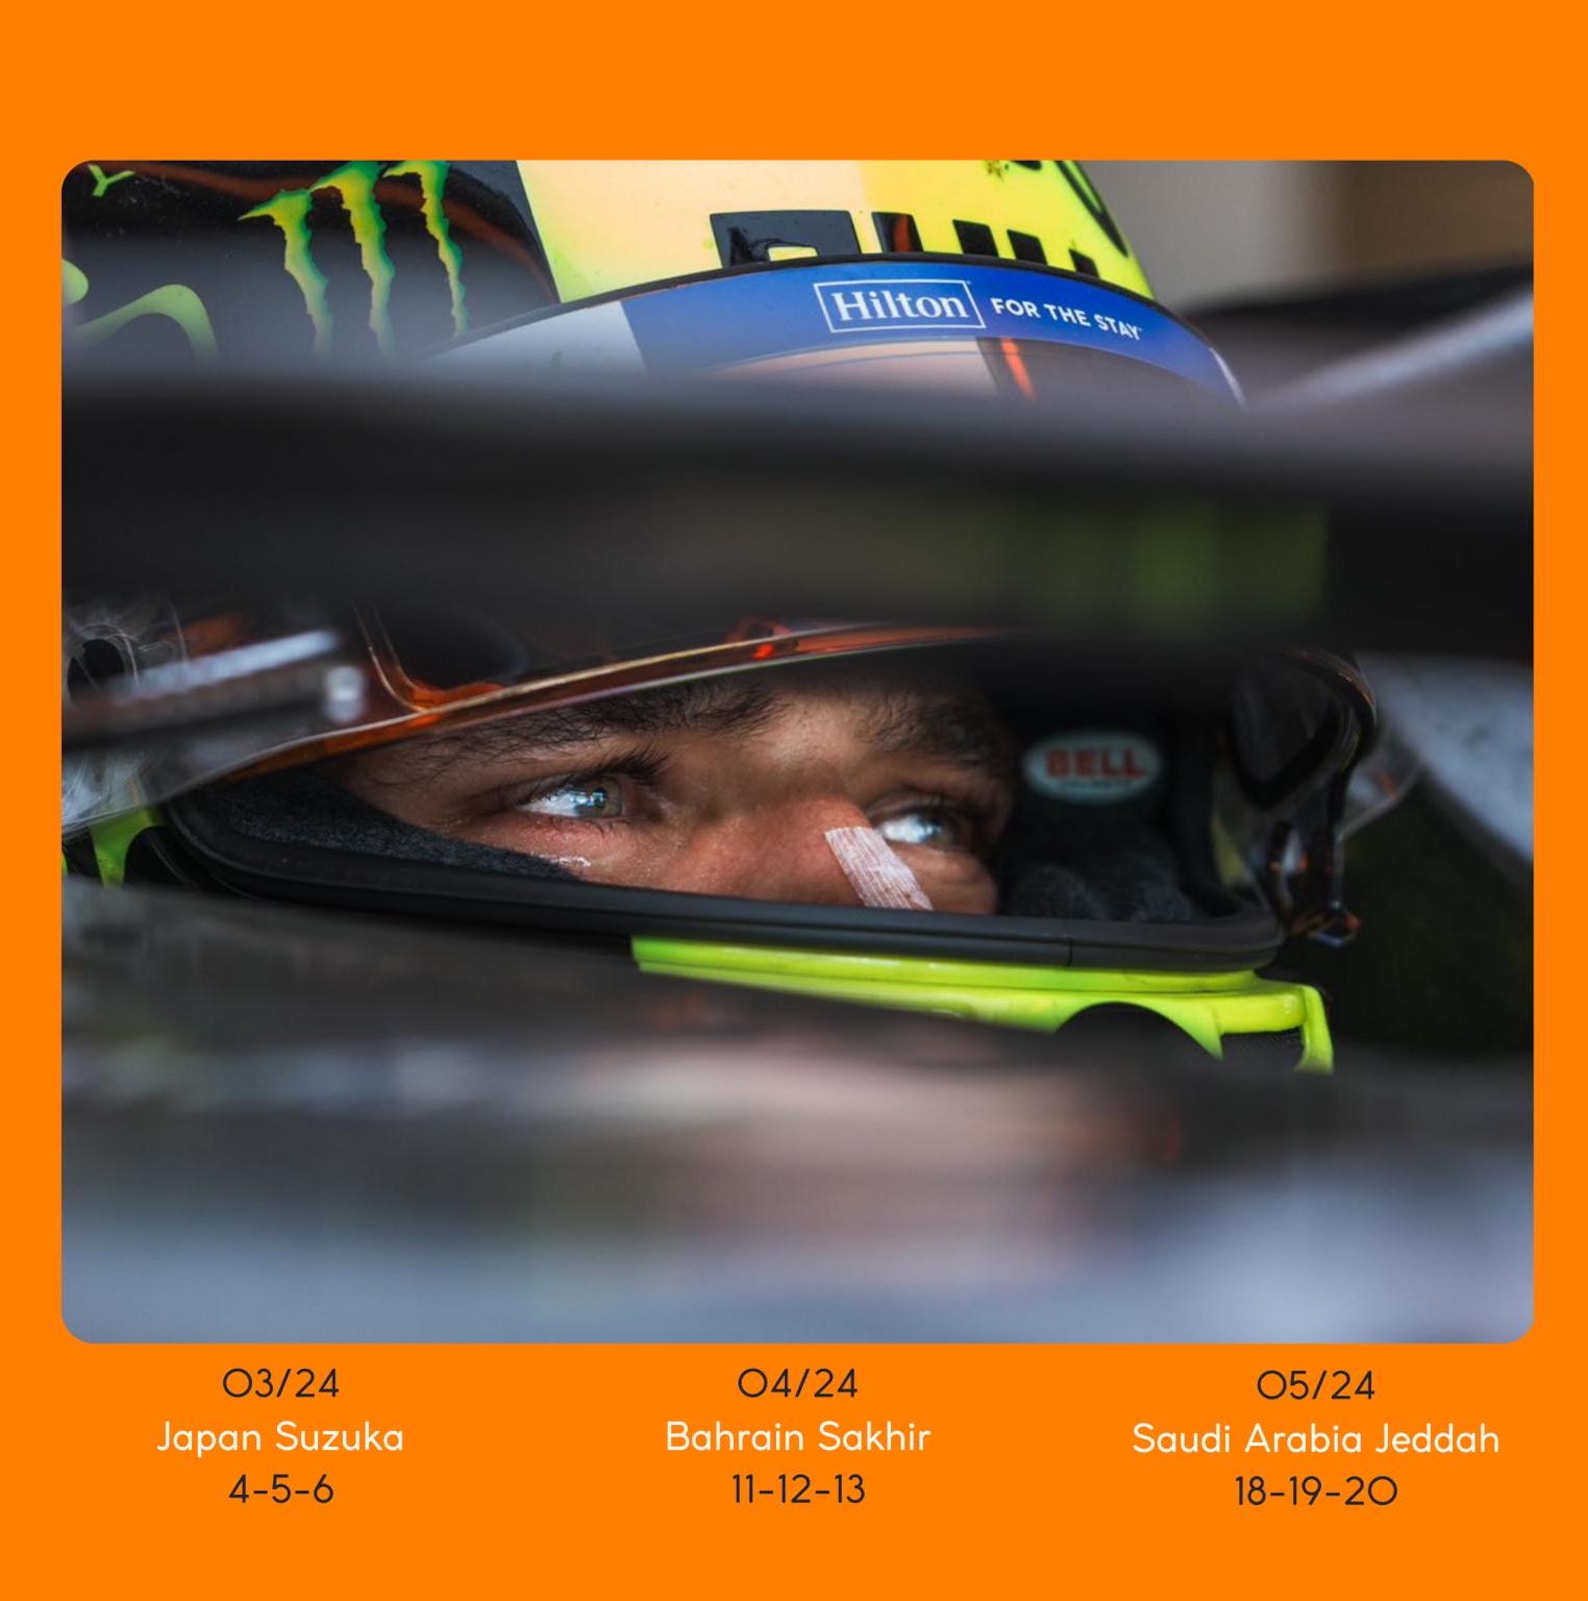 Hilton FOR THE STAY
BELL
03/24
Japan Suzuka
4-5-6
04/24
Bahrain Sakhir
11-12-13
05/24
Saudi Arabia Jeddah
18-19-20